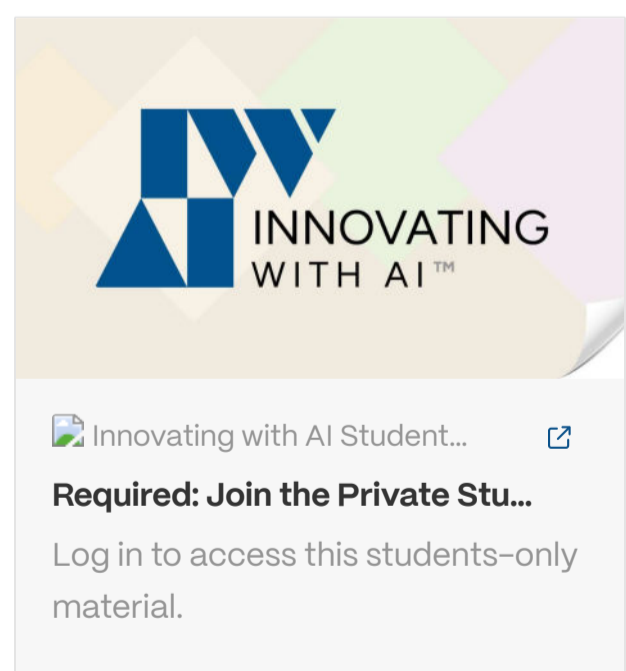 INNOVATING
WITH AI™
Innovating with AI Student...
Required: Join the Private Stu...
Log in to access this students-only
material.